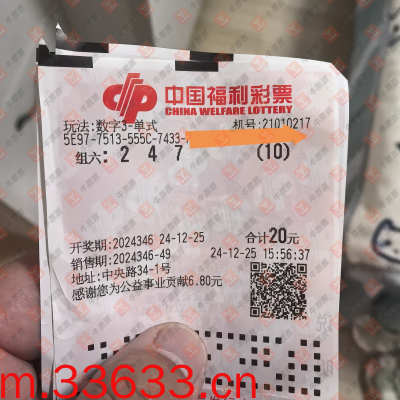 中国福利彩票
CHINA WELFARE LOTTERY
玩法:数字3-单式 机号:21010217
5E97-7513-555C-7433-
组六: 2 4 7 (10)
开奖期:2024346 24-12-25 合计20元
销售期:2024346-49 24-12-25 15:56:37
地址:中央路34-1号
感谢您为公益事业贡献6.80元
m.33633.cn